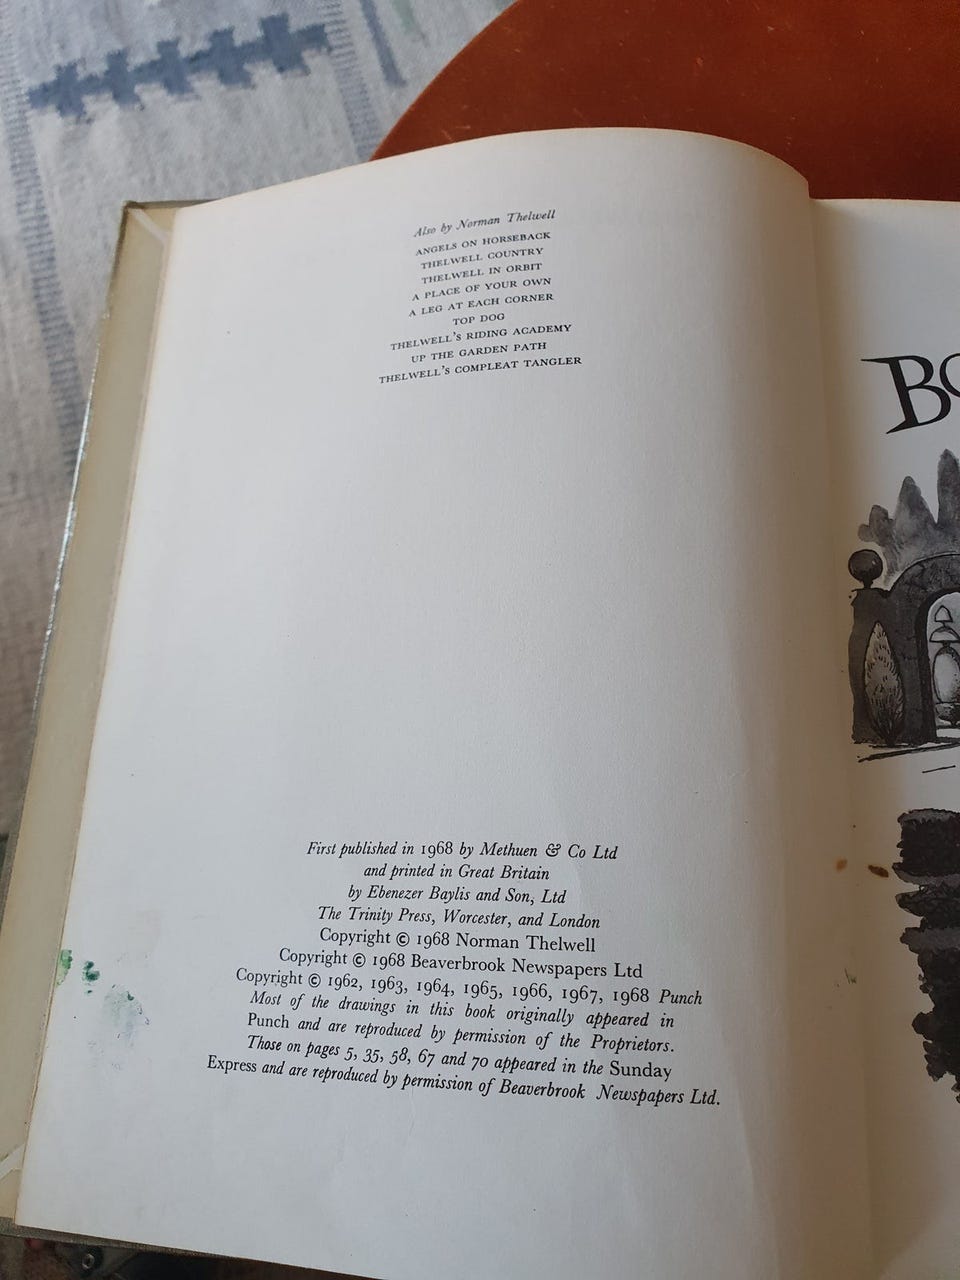 Also by Norman Thelwell
ANGELS ON HORSEBACK
THELWELL COUNTRY
THELWELL IN ORBIT
A PLACE OF YOUR OWN
A LEG AT EACH CORNER
TOP DOG
THELWELL'S RIDING ACADEMY
UP THE GARDEN PATH
THELWELL'S COMPLEAT TANGLER
First published in 1968 by Methuen & Co Ltd
and printed in Great Britain
by Ebenezer Baylis and Son, Ltd
The Trinity Press, Worcester, and London
Copyright © 1968 Norman Thelwell
Copyright © 1968 Beaverbrook Newspapers Ltd
Copyright © 1962, 1963, 1964, 1965, 1966, 1967, 1968 Punch
Most of the drawings in this book originally appeared in
Punch and are reproduced by permission of the Proprietors.
Those on pages 5, 35, 58, 67 and 70 appeared in the Sunday
Express and are reproduced by permission of Beaverbrook Newspapers Ltd.